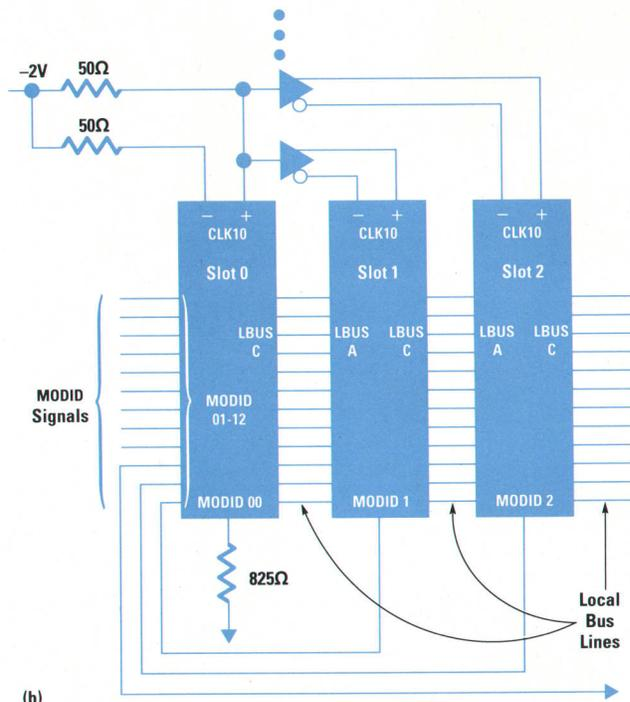 −2V
50Ω
50Ω
− +
CLK10
Slot 0
LBUS
C
MODID
01-12
MODID 00
− +
CLK10
Slot 1
LBUS LBUS
A C
MODID 1
− +
CLK10
Slot 2
LBUS LBUS
A C
MODID 2
MODID
Signals
825Ω
Local
Bus
Lines
(b)